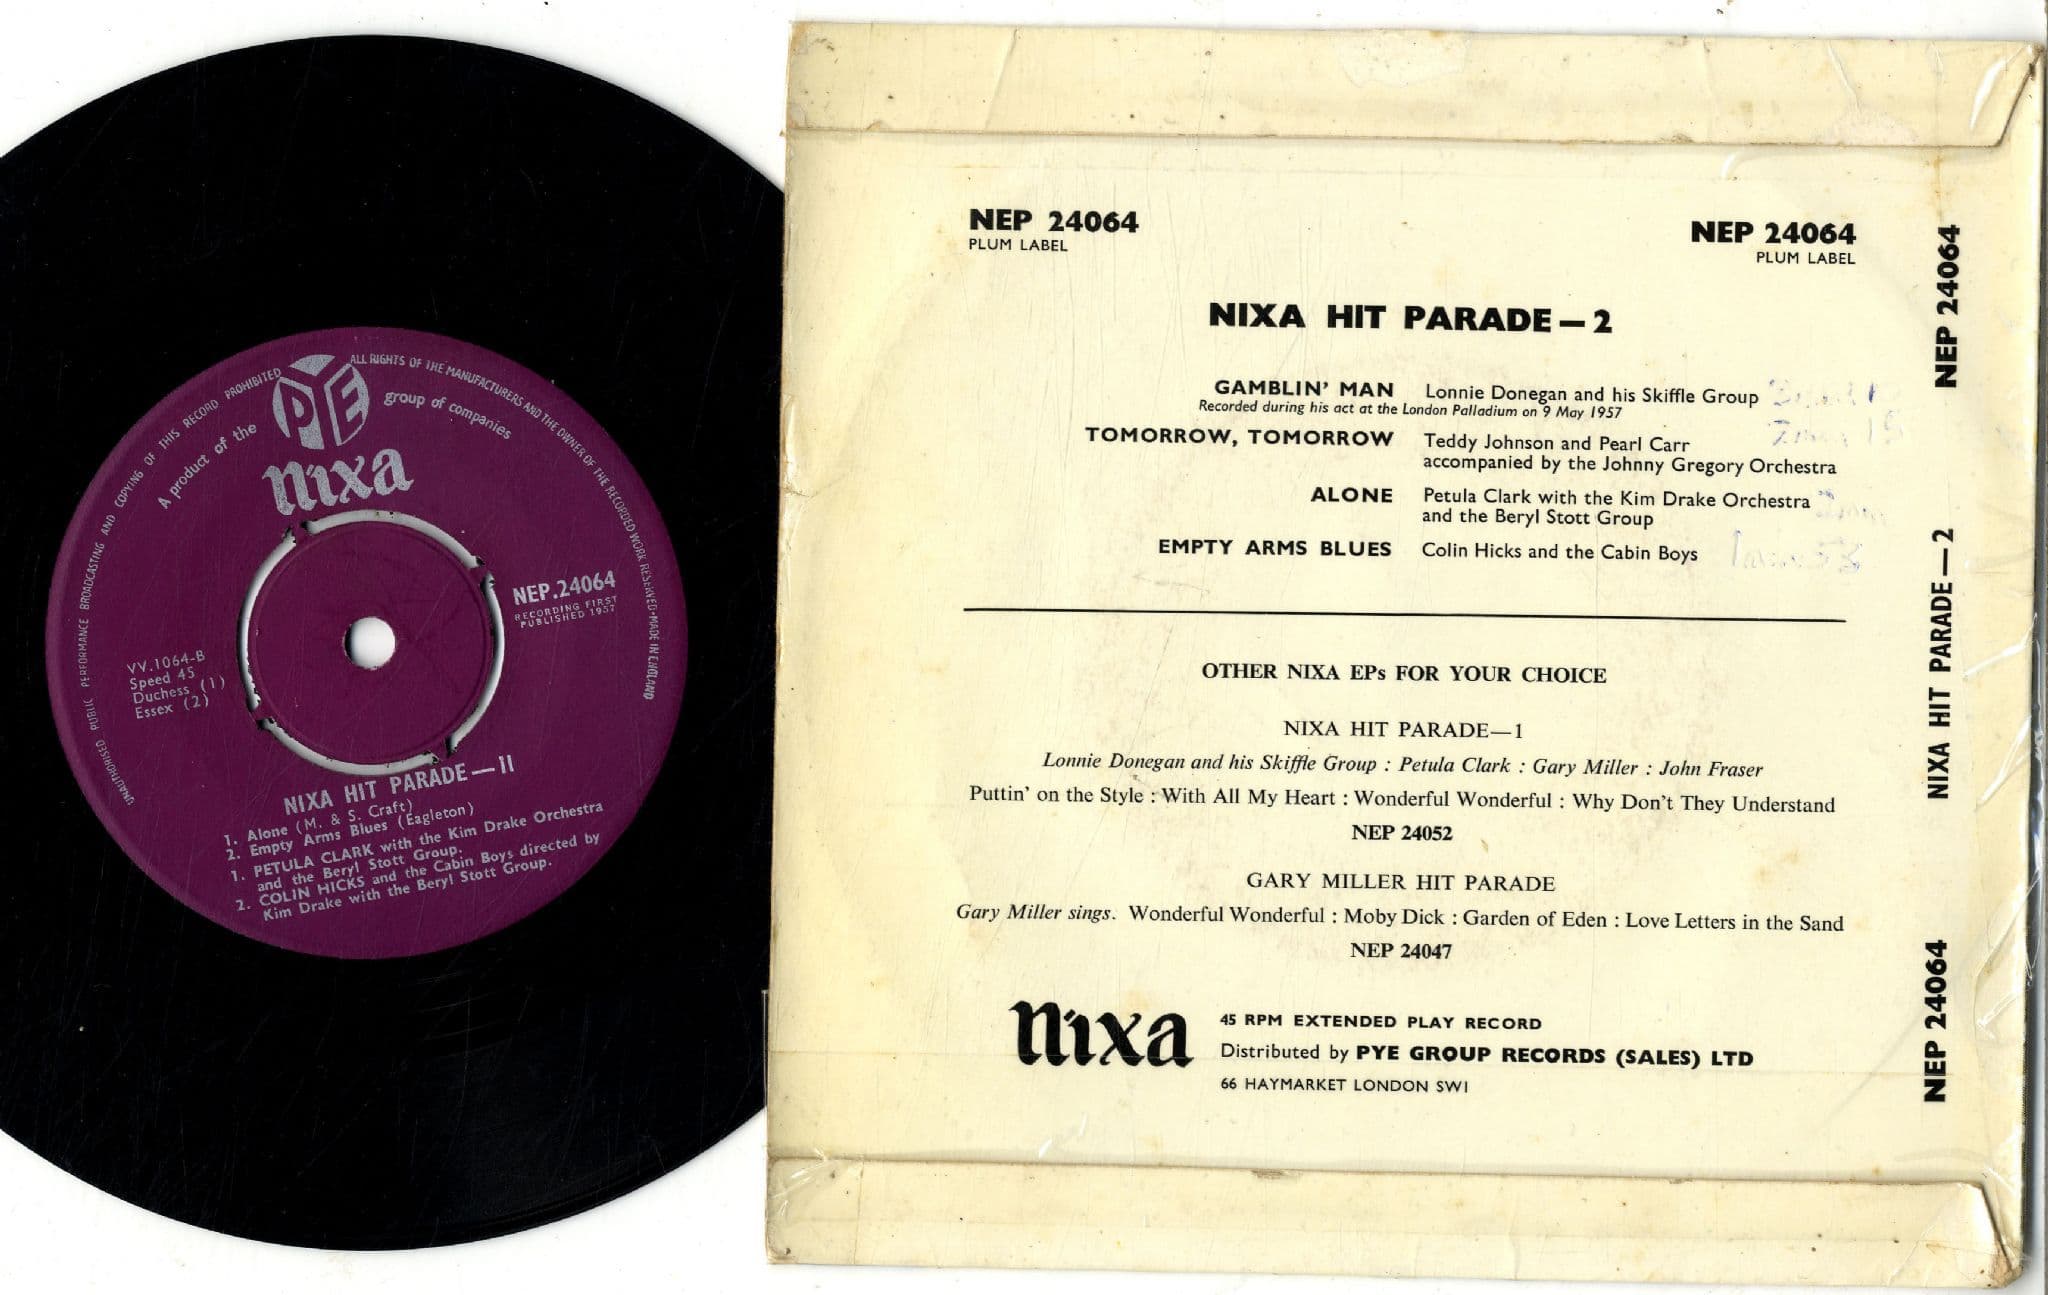 UNAUTHORISED PUBLIC PERFORMANCE BROADCASTING AND COPYING OF THIS RECORD PROHIBITED
ALL RIGHTS OF THE MANUFACTURERS AND THE OWNER OF THE RECORDED WORK RESERVED·MADE IN ENGLAND
A product of the
PYE
group of companies
nixa
NEP.24064
RECORDING FIRST
PUBLISHED 1957
VV.1064-B
Speed 45
Duchess (1)
Essex (2)
NIXA HIT PARADE—II
1. Alone (M. & S. Craft)
2. Empty Arms Blues (Eagleton)
1. PETULA CLARK with the Kim Drake Orchestra
and the Beryl Stott Group.
2. COLIN HICKS and the Cabin Boys directed by
Kim Drake with the Beryl Stott Group.
NEP 24064
PLUM LABEL
NEP 24064
PLUM LABEL
NIXA HIT PARADE—2
GAMBLIN' MAN Lonnie Donegan and his Skiffle Group
Recorded during his act at the London Palladium on 9 May 1957
TOMORROW, TOMORROW Teddy Johnson and Pearl Carr
accompanied by the Johnny Gregory Orchestra
ALONE Petula Clark with the Kim Drake Orchestra
and the Beryl Stott Group
EMPTY ARMS BLUES Colin Hicks and the Cabin Boys
OTHER NIXA EPs FOR YOUR CHOICE
NIXA HIT PARADE—1
Lonnie Donegan and his Skiffle Group : Petula Clark : Gary Miller : John Fraser
Puttin' on the Style : With All My Heart : Wonderful Wonderful : Why Don't They Understand
NEP 24052
GARY MILLER HIT PARADE
Gary Miller sings. Wonderful Wonderful : Moby Dick : Garden of Eden : Love Letters in the Sand
NEP 24047
nixa
45 RPM EXTENDED PLAY RECORD
Distributed by PYE GROUP RECORDS (SALES) LTD
66 HAYMARKET LONDON SW1
NEP 24064
NIXA HIT PARADE—2
NEP 24064